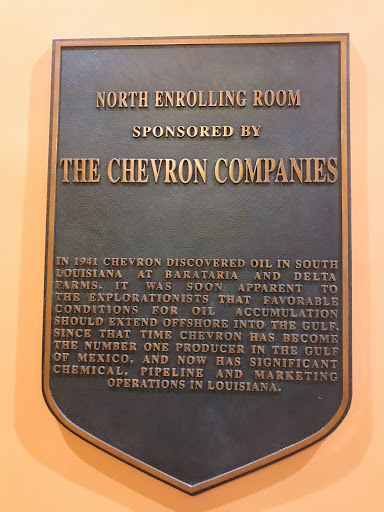 NORTH ENROLLING ROOM
SPONSORED BY
THE CHEVRON COMPANIES
IN 1941 CHEVRON DISCOVERED OIL IN SOUTH
LOUISIANA AT BARATARIA AND DELTA
FARMS. IT WAS SOON APPARENT TO
THE EXPLORATIONISTS THAT FAVORABLE
CONDITIONS FOR OIL ACCUMULATION
SHOULD EXTEND OFFSHORE INTO THE GULF.
SINCE THAT TIME CHEVRON HAS BECOME
THE NUMBER ONE PRODUCER IN THE GULF
OF MEXICO, AND NOW HAS SIGNIFICANT
CHEMICAL, PIPELINE AND MARKETING
OPERATIONS IN LOUISIANA.